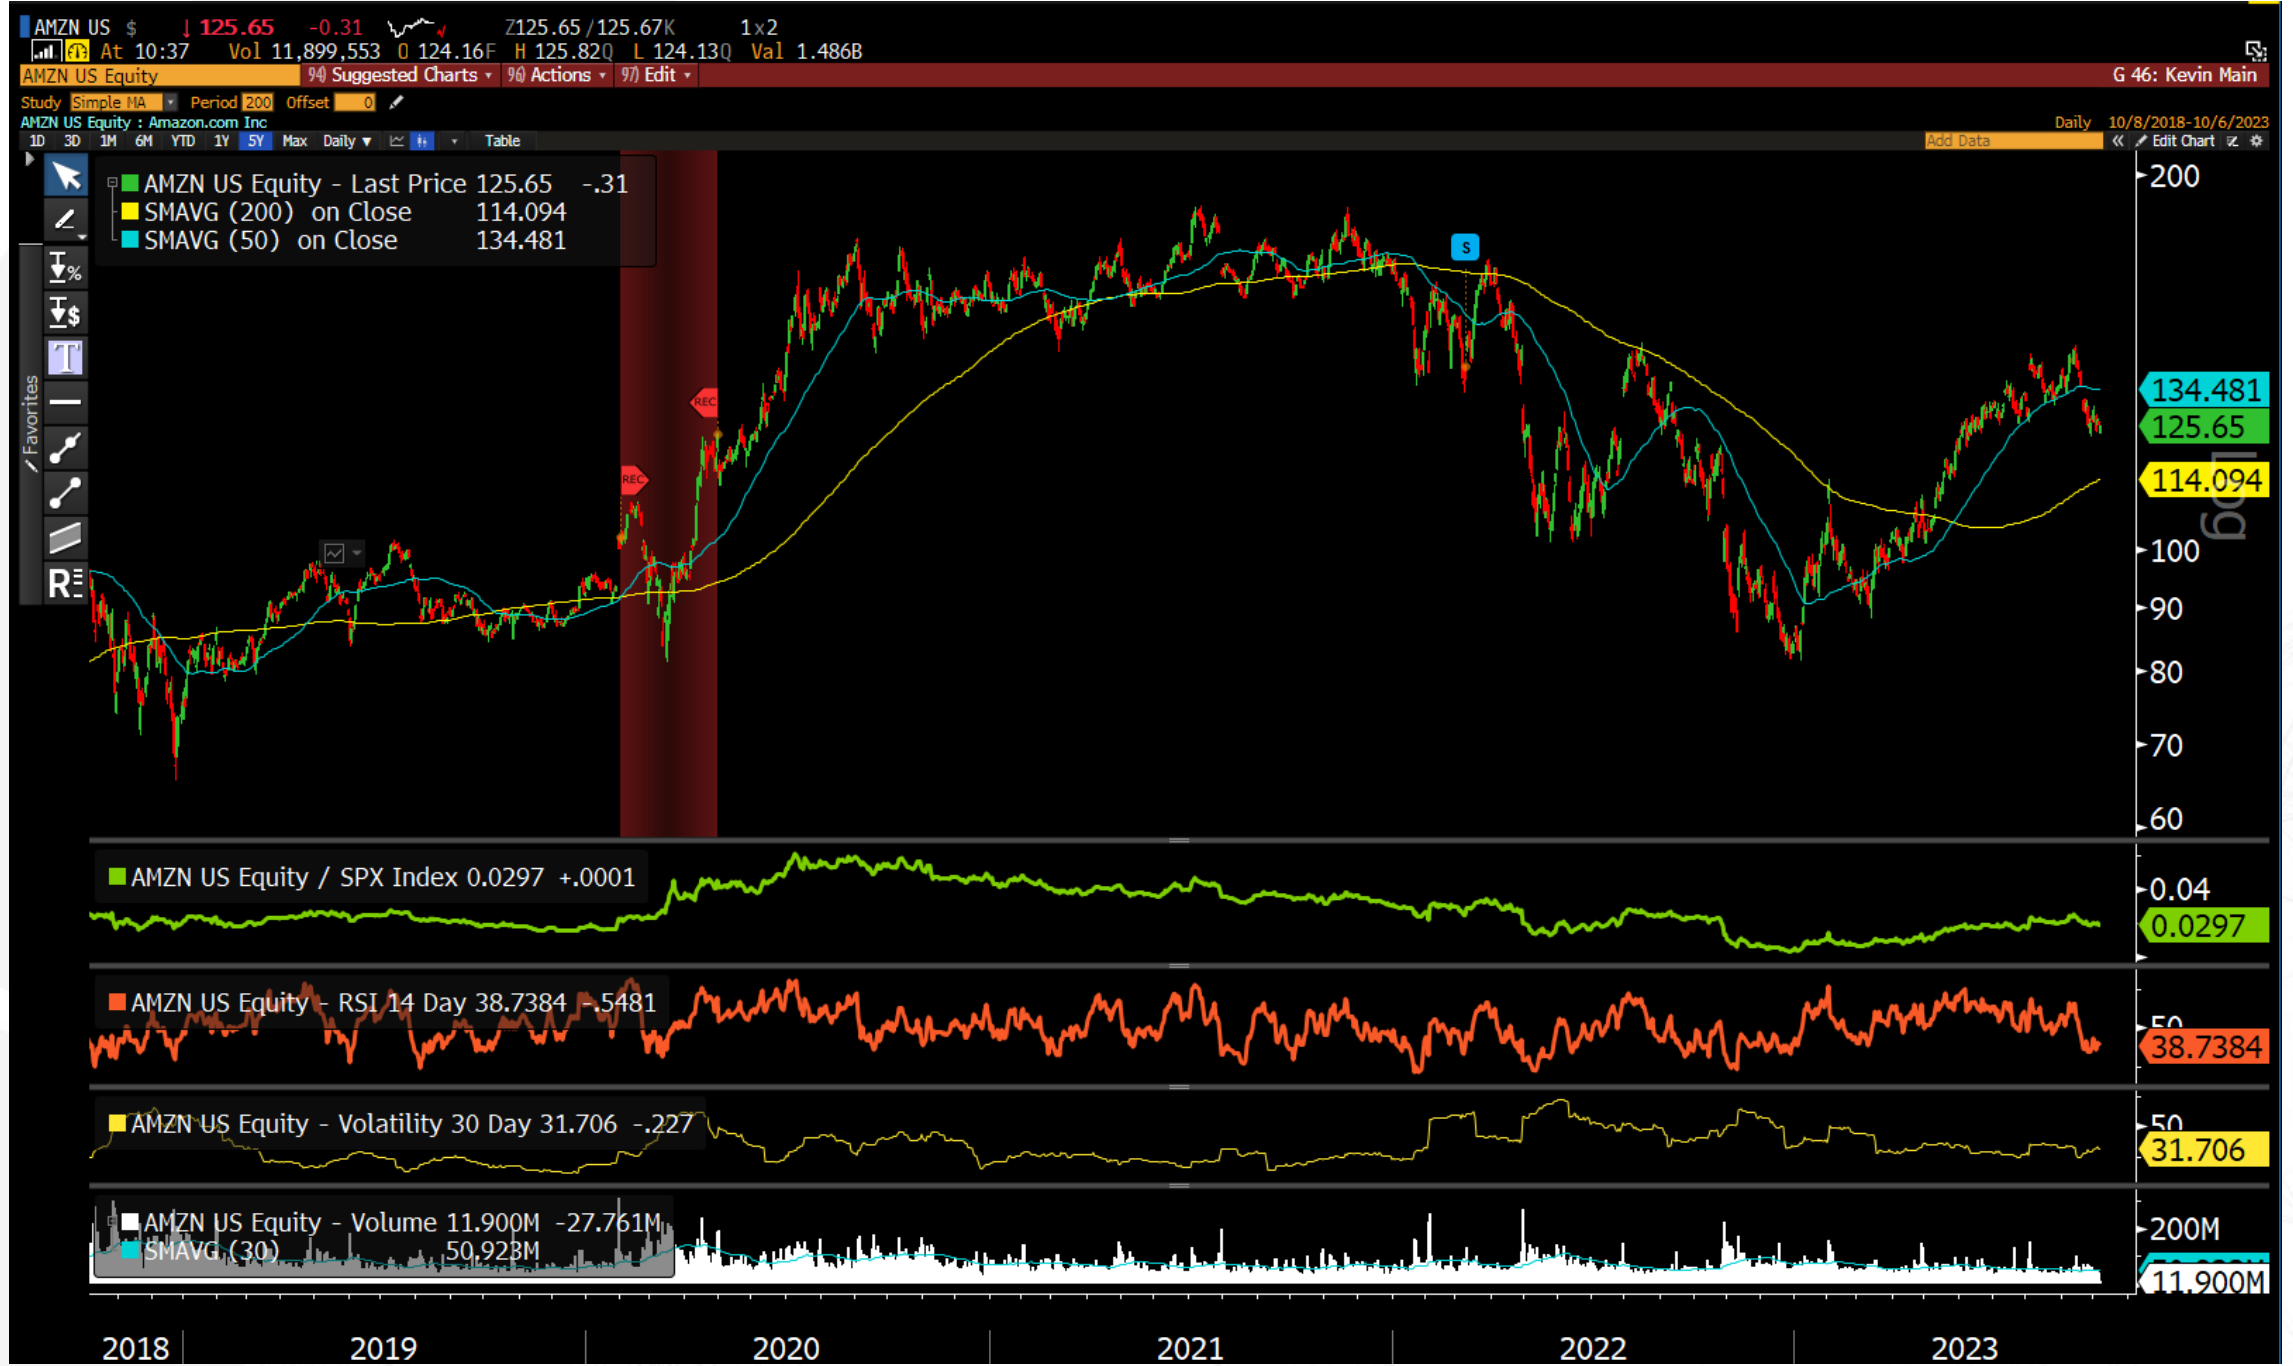 AMZN US $ ↓ 125.65 -0.31 Z125.65/125.67K 1x2
At 10:37 Vol 11,899,553 O 124.16F H 125.82Q L 124.13Q Val 1.486B
AMZN US Equity 94) Suggested Charts 96) Actions 97) Edit G 46: Kevin Main
Study Simple MA Period 200 Offset 0
AMZN US Equity : Amazon.com Inc Daily 10/8/2018-10/6/2023
1D 3D 1M 6M YTD 1Y 5Y Max Daily ▼ Table Add Data « Edit Chart
AMZN US Equity - Last Price 125.65 -.31
SMAVG (200) on Close 114.094
SMAVG (50) on Close 134.481
%
$
T
Favorites
R
S
REC
REC
200
134.481
125.65
114.094
Log
100
90
80
70
60
AMZN US Equity / SPX Index 0.0297 +.0001
0.04
0.0297
AMZN US Equity - RSI 14 Day 38.7384 -.5481
50
38.7384
AMZN US Equity - Volatility 30 Day 31.706 -.227
50
31.706
AMZN US Equity - Volume 11.900M -27.761M
SMAVG (30) 50.923M
200M
11.900M
2018 2019 2020 2021 2022 2023